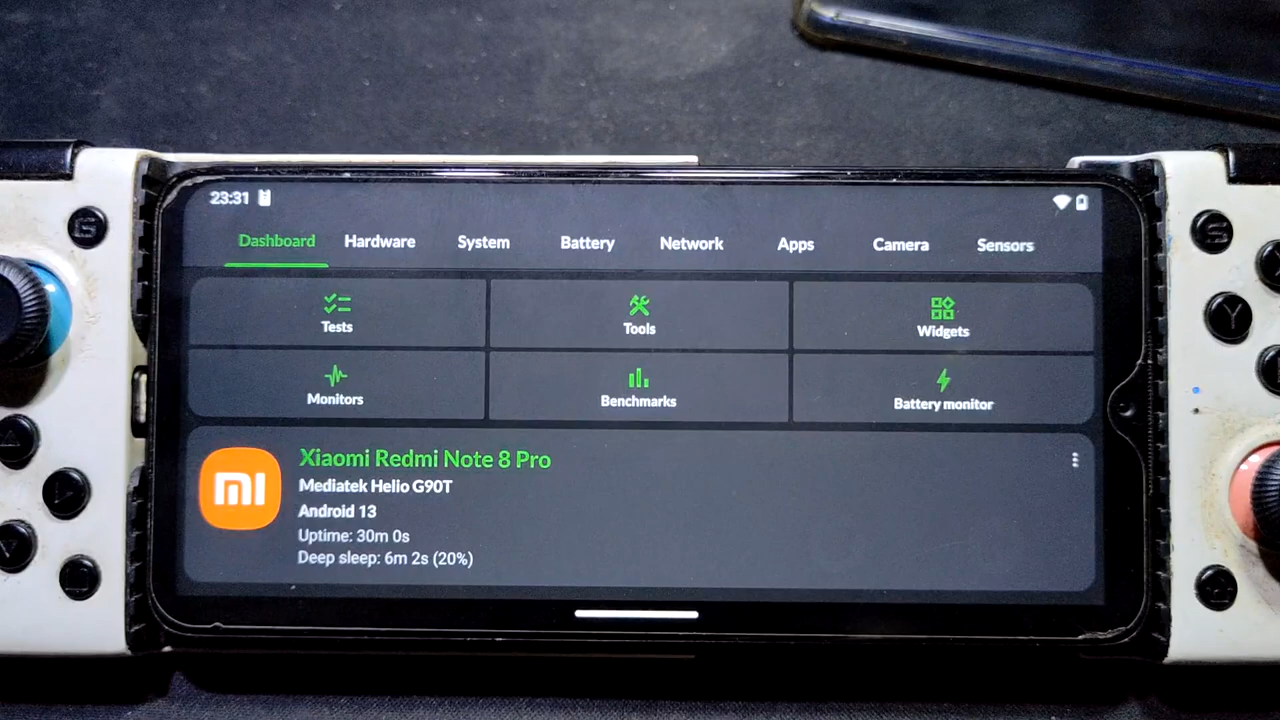 23:31
Dashboard Hardware System Battery Network Apps Camera Sensors
Tests Tools Widgets
Monitors Benchmarks Battery monitor
Xiaomi Redmi Note 8 Pro
Mediatek Helio G90T
Android 13
Uptime: 30m 0s
Deep sleep: 6m 2s (20%)
mi
G
S
Y